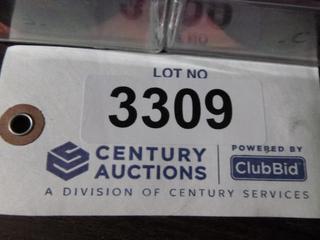 LOT NO
3309
CENTURY AUCTIONS
POWERED BY
ClubBid
A DIVISION OF CENTURY SERVICES